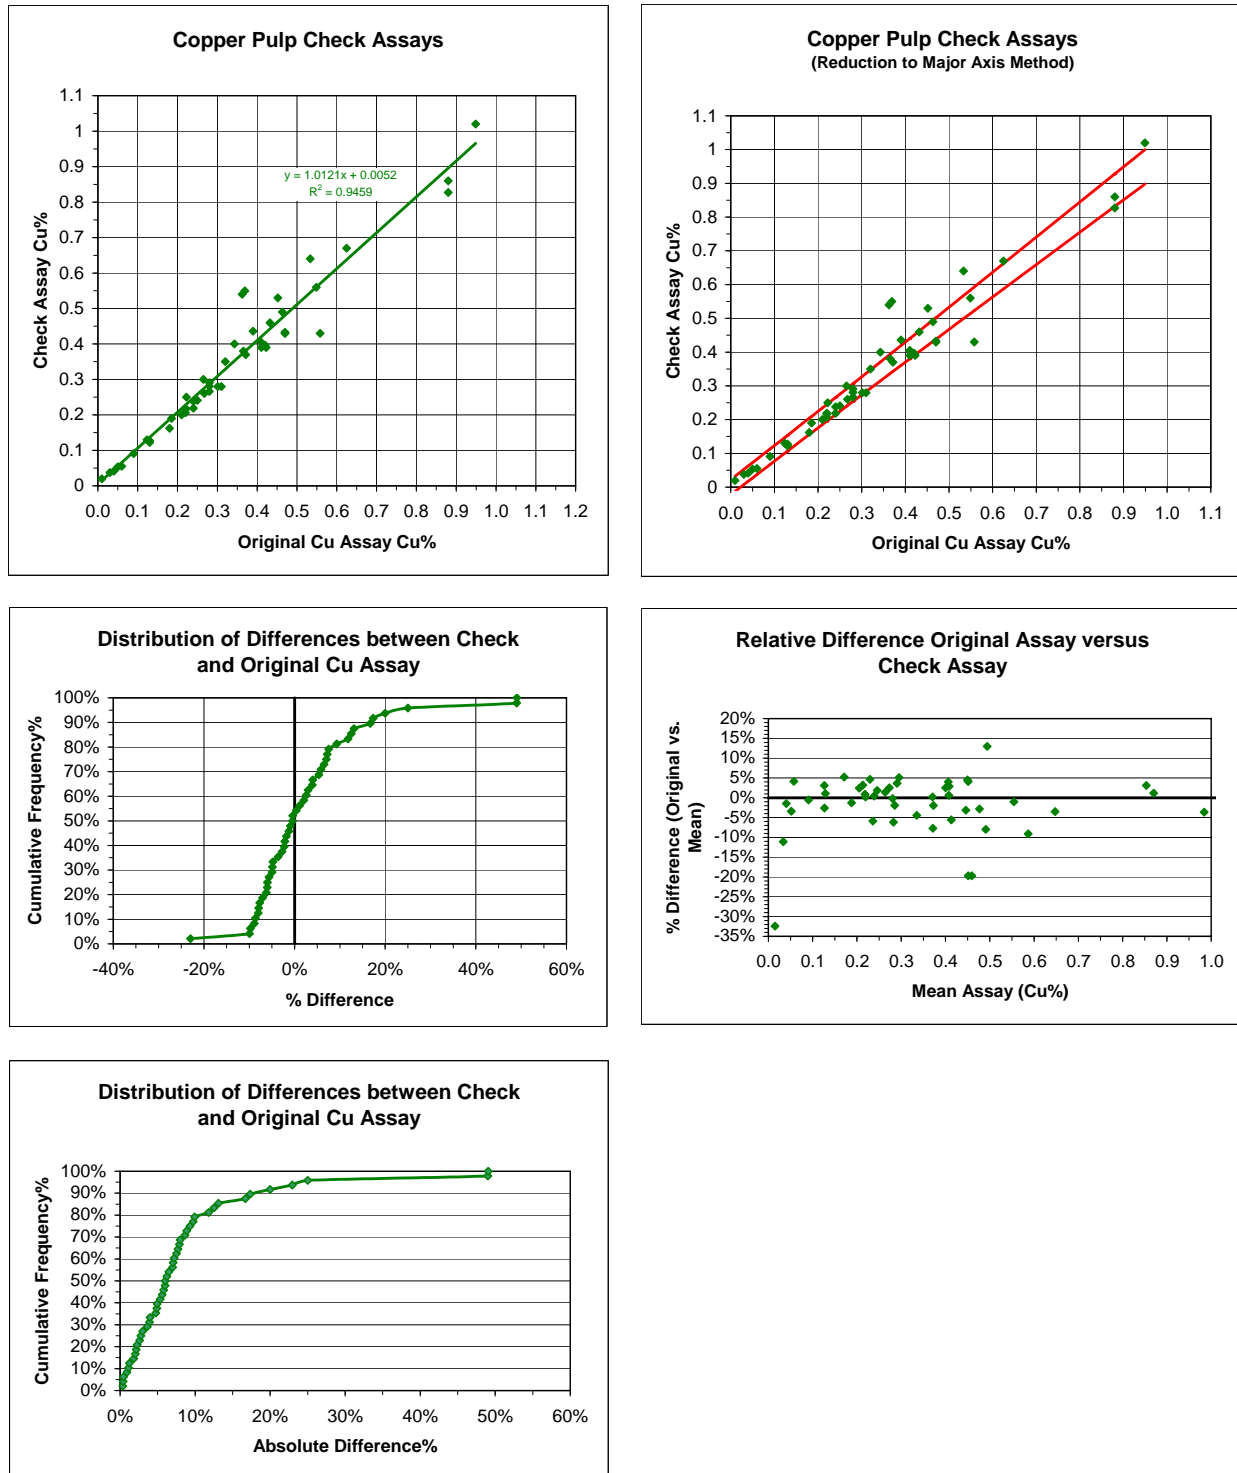 Copper Pulp Check Assays
Check Assay Cu%
1.1
1
0.9
0.8
0.7
0.6
0.5
0.4
0.3
0.2
0.1
0
y = 1.0121x + 0.0052
R² = 0.9459
0.0 0.1 0.2 0.3 0.4 0.5 0.6 0.7 0.8 0.9 1.0 1.1 1.2
Original Cu Assay Cu%
Copper Pulp Check Assays
(Reduction to Major Axis Method)
Check Assay Cu%
1.1
1
0.9
0.8
0.7
0.6
0.5
0.4
0.3
0.2
0.1
0
0.0 0.1 0.2 0.3 0.4 0.5 0.6 0.7 0.8 0.9 1.0 1.1
Original Cu Assay Cu%
Distribution of Differences between Check
and Original Cu Assay
Cumulative Frequency%
100%
90%
80%
70%
60%
50%
40%
30%
20%
10%
0%
-40% -20% 0% 20% 40% 60%
% Difference
Relative Difference Original Assay versus
Check Assay
% Difference (Original vs.
Mean)
20%
15%
10%
5%
0%
-5%
-10%
-15%
-20%
-25%
-30%
-35%
0.0 0.1 0.2 0.3 0.4 0.5 0.6 0.7 0.8 0.9 1.0
Mean Assay (Cu%)
Distribution of Differences between Check
and Original Cu Assay
Cumulative Frequency%
100%
90%
80%
70%
60%
50%
40%
30%
20%
10%
0%
0% 10% 20% 30% 40% 50% 60%
Absolute Difference%